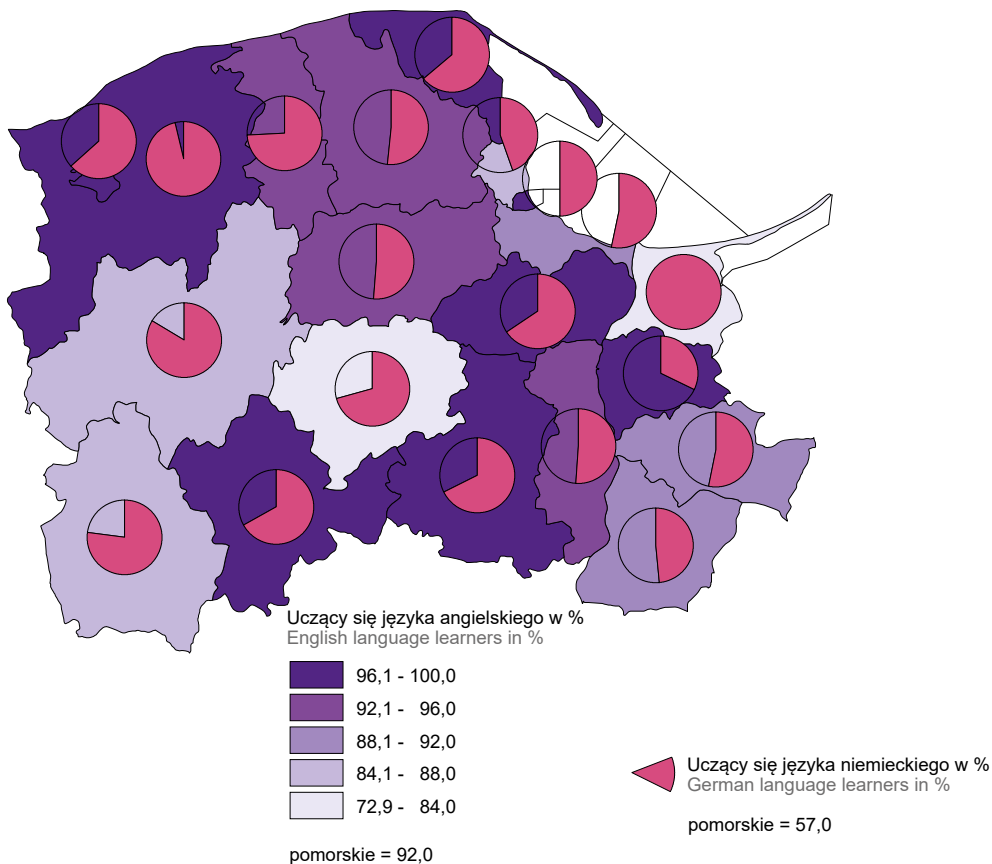 Uczący się języka angielskiego w %
English language learners in %
96,1 - 100,0
92,1 - 96,0
88,1 - 92,0
84,1 - 88,0
72,9 - 84,0
pomorskie = 92,0
Uczący się języka niemieckiego w %
German language learners in %
pomorskie = 57,0